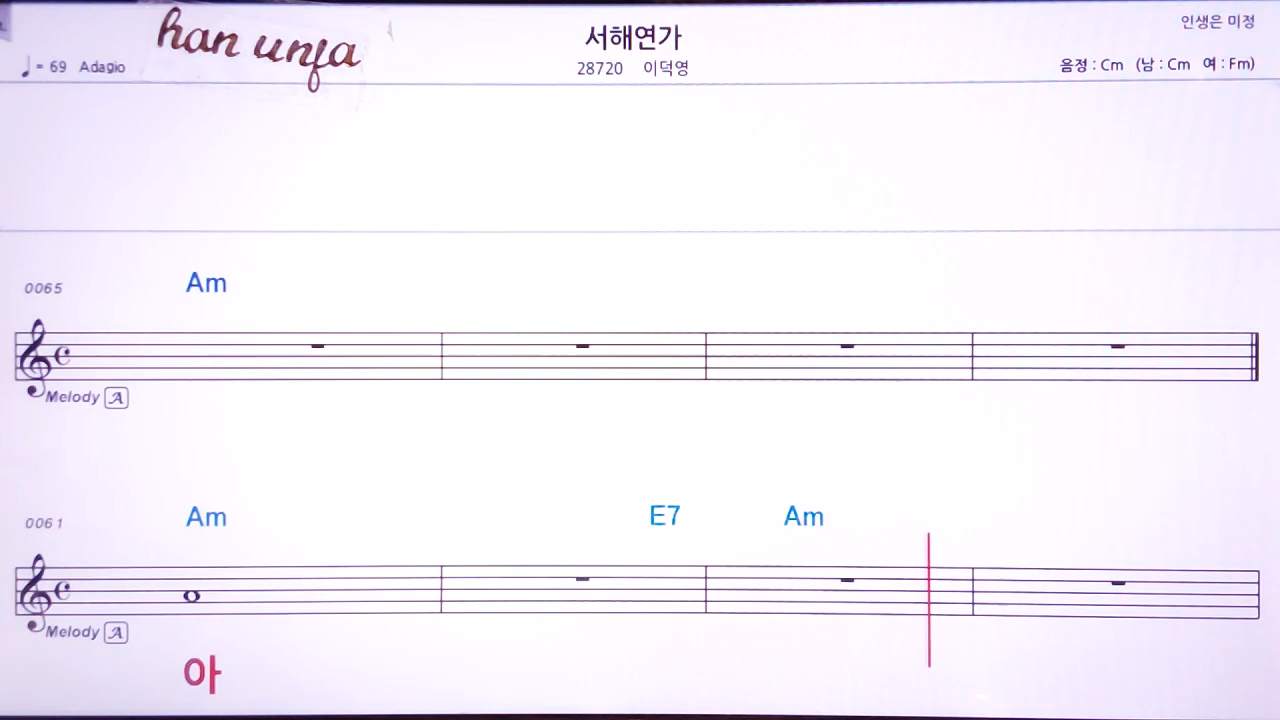 han unfa
서해연가
인생은 미정
♩= 69 Adagio
28720 이덕영
음정 : Cm (남 : Cm 여 : Fm)
0065
Am
Melody A
0061
Am E7 Am
Melody A
아